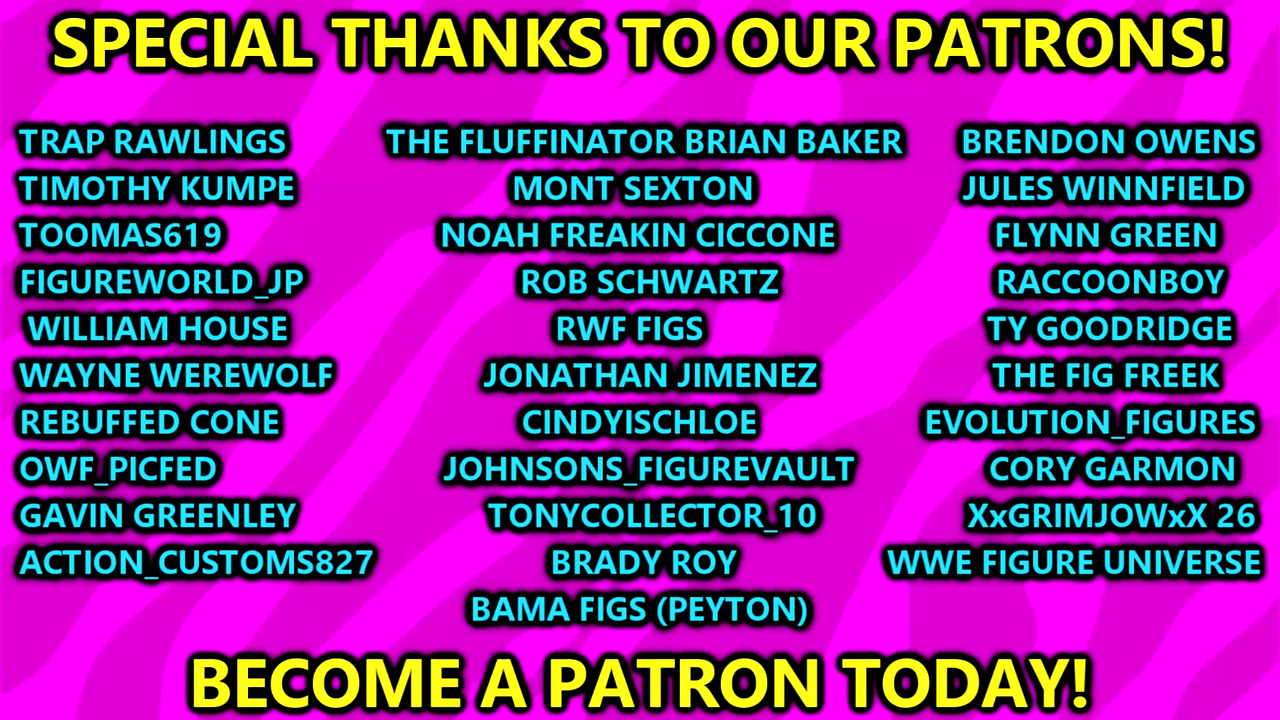 SPECIAL THANKS TO OUR PATRONS!
TRAP RAWLINGS
TIMOTHY KUMPE
TOOMAS619
FIGUREWORLD_JP
WILLIAM HOUSE
WAYNE WEREWOLF
REBUFFED CONE
OWF_PICFED
GAVIN GREENLEY
ACTION_CUSTOMS827
THE FLUFFINATOR BRIAN BAKER
MONT SEXTON
NOAH FREAKIN CICCONE
ROB SCHWARTZ
RWF FIGS
JONATHAN JIMENEZ
CINDYISCHLOE
JOHNSONS_FIGUREVAULT
TONYCOLLECTOR_10
BRADY ROY
BAMA FIGS (PEYTON)
BRENDON OWENS
JULES WINNFIELD
FLYNN GREEN
RACCOONBOY
TY GOODRIDGE
THE FIG FREEK
EVOLUTION_FIGURES
CORY GARMON
XxGRIMJOWxX 26
WWE FIGURE UNIVERSE
BECOME A PATRON TODAY!